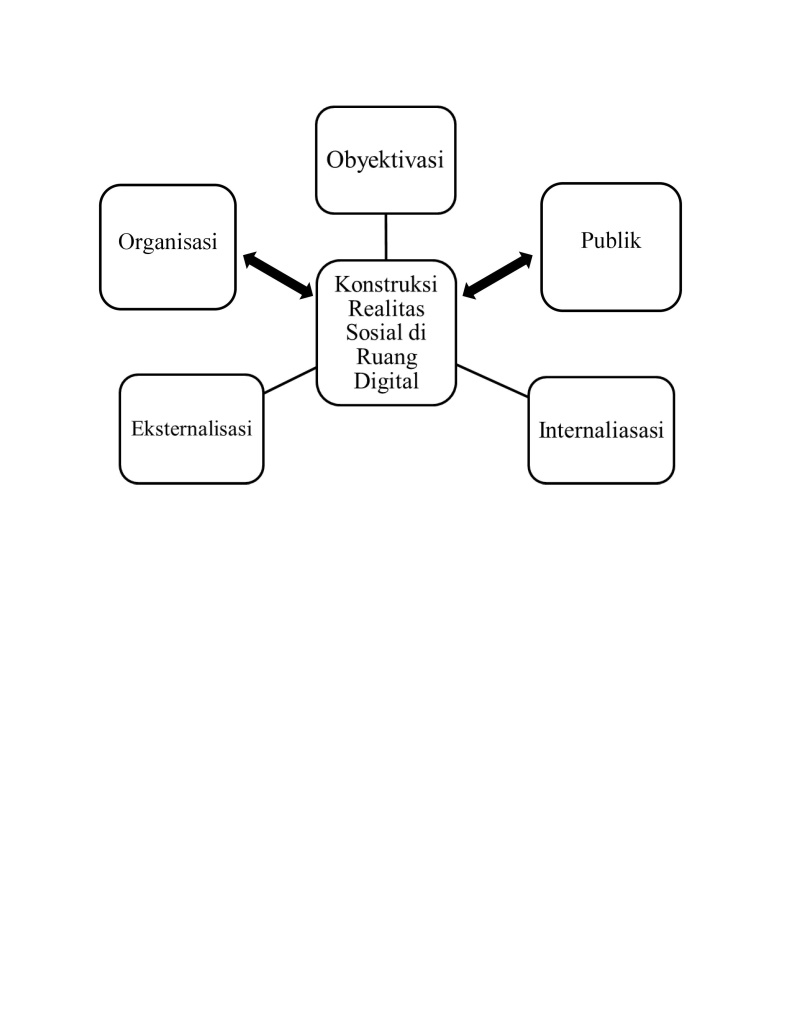 Obyektivasi
Organisasi
Publik
Konstruksi
Realitas
Sosial di
Ruang
Digital
Eksternalisasi
Internaliasasi